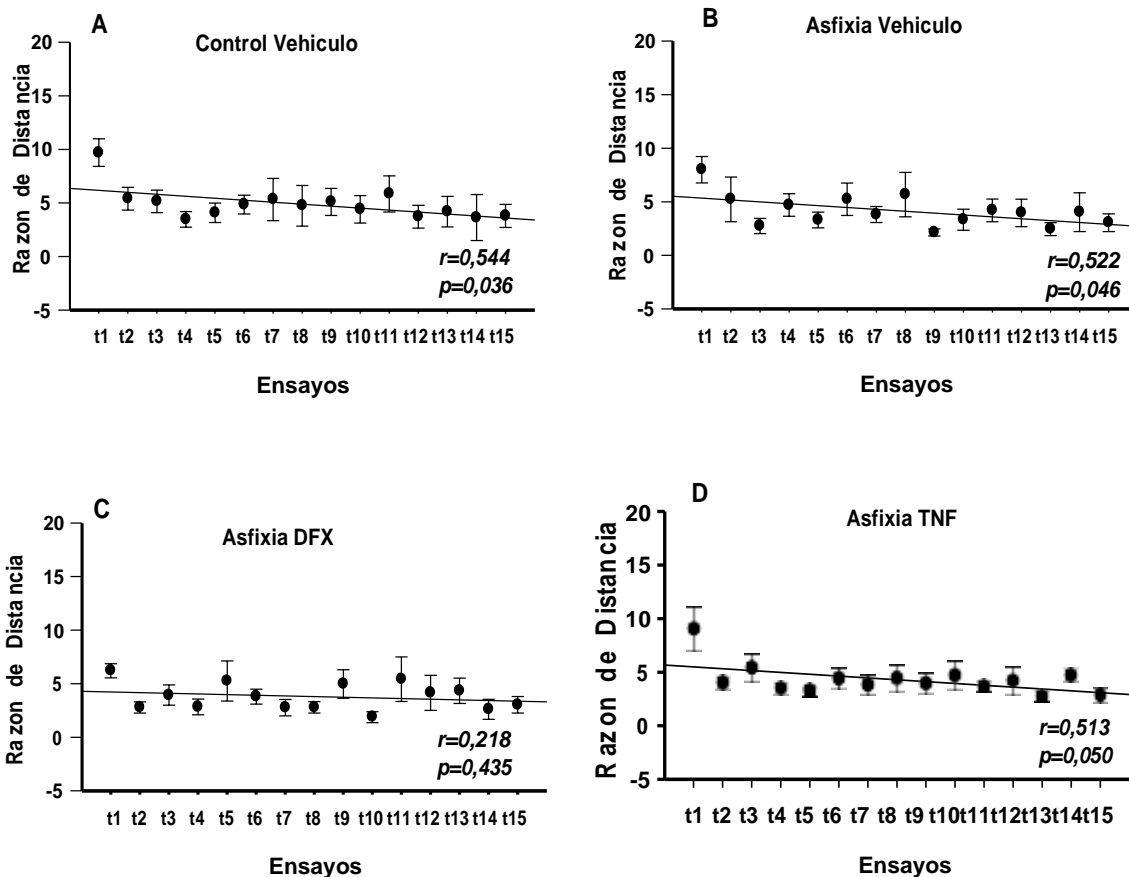 A
Control Vehiculo
Razon de Distancia
20
15
10
5
0
-5
r=0,544
p=0,036
t1 t2 t3 t4 t5 t6 t7 t8 t9 t10 t11 t12 t13 t14 t15
Ensayos
B
Asfixia Vehiculo
Razon de Distancia
20
15
10
5
0
-5
r=0,522
p=0,046
t1 t2 t3 t4 t5 t6 t7 t8 t9 t10 t11 t12 t13 t14 t15
Ensayos
C
Asfixia DFX
Razon de Distancia
20
15
10
5
0
-5
r=0,218
p=0,435
t1 t2 t3 t4 t5 t6 t7 t8 t9 t10 t11 t12 t13 t14 t15
Ensayos
D
Asfixia TNF
Razon de Distancia
20
15
10
5
0
-5
r=0,513
p=0,050
t1 t2 t3 t4 t5 t6 t7 t8 t9 t10 t11 t12 t13 t14 t15
Ensayos